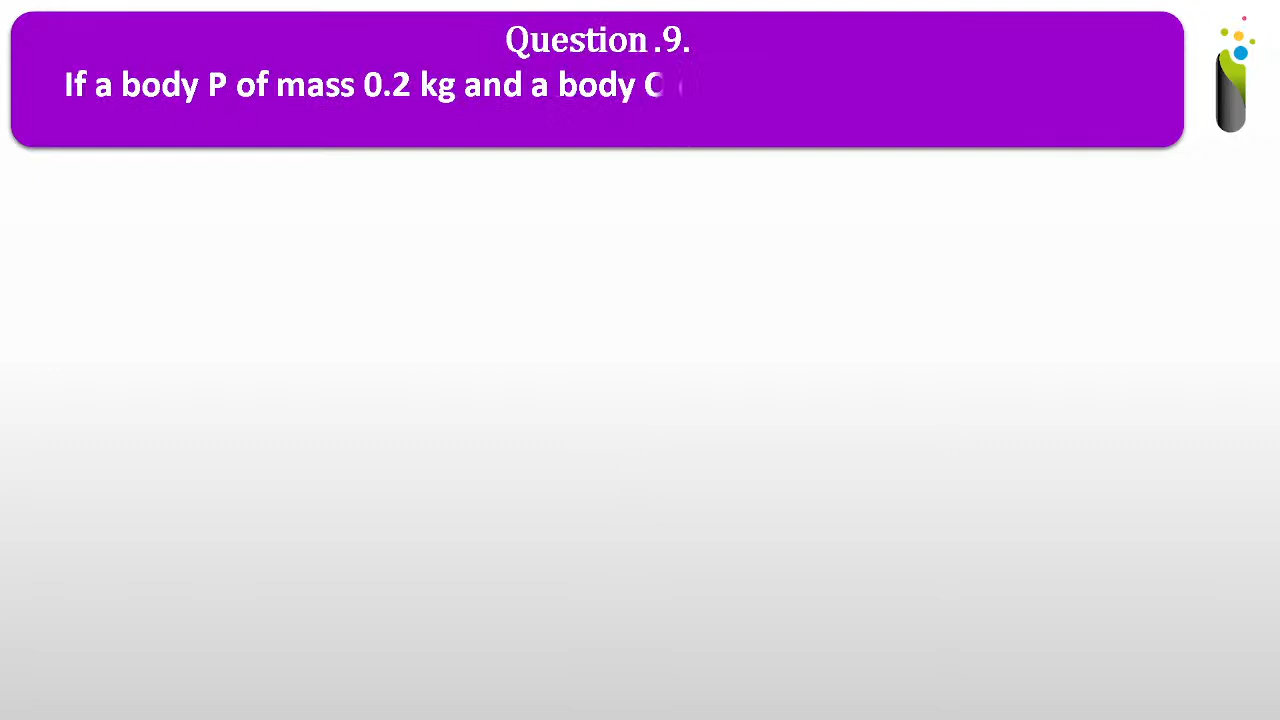 Question .9.
If a body P of mass 0.2 kg and a body